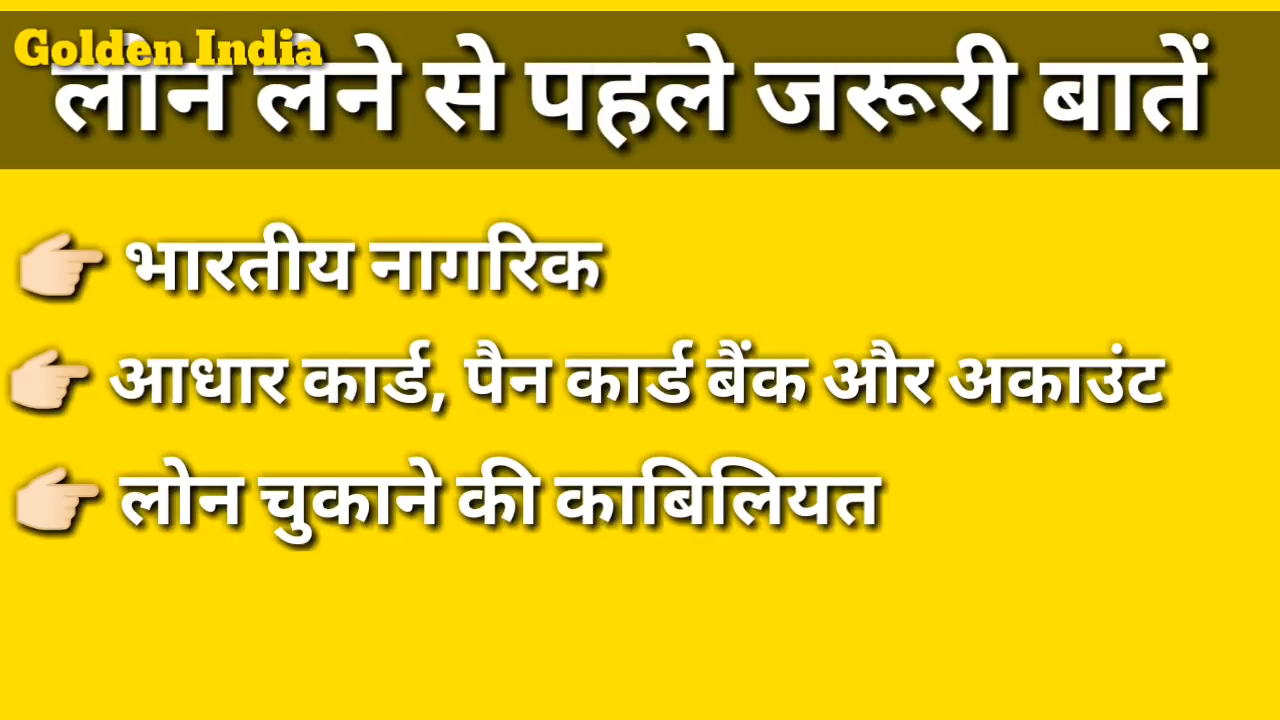 Golden India
लोन लेने से पहले जरूरी बातें
भारतीय नागरिक
आधार कार्ड, पैन कार्ड बैंक और अकाउंट
लोन चुकाने की काबिलियत